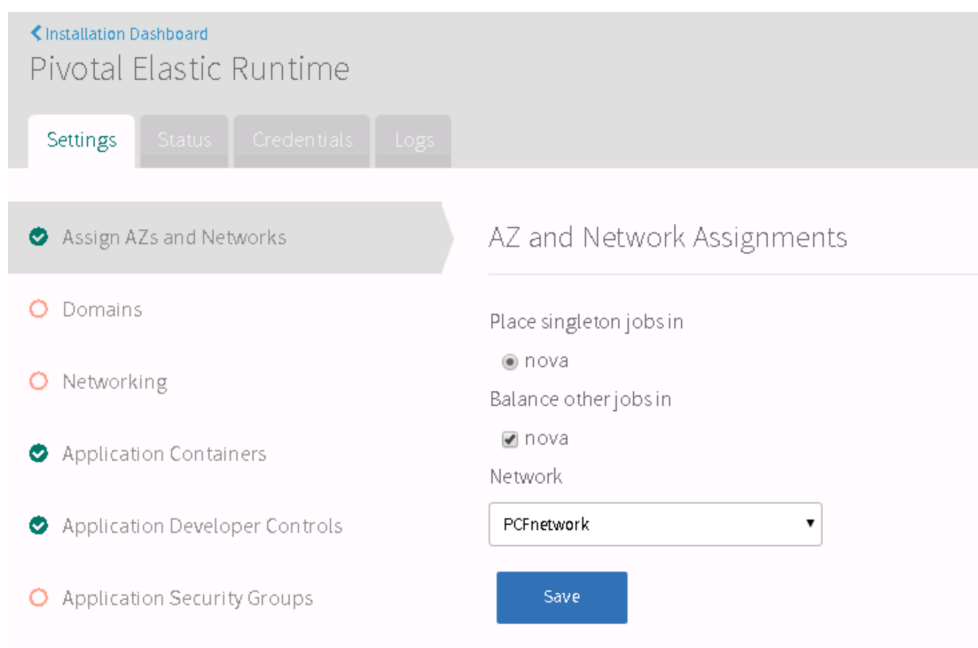 Installation Dashboard
Pivotal Elastic Runtime
Settings
Status
Credentials
Logs
Assign AZs and Networks
Domains
Networking
Application Containers
Application Developer Controls
Application Security Groups
AZ and Network Assignments
Place singleton jobs in
nova
Balance other jobs in
nova
Network
PCFnetwork
Save